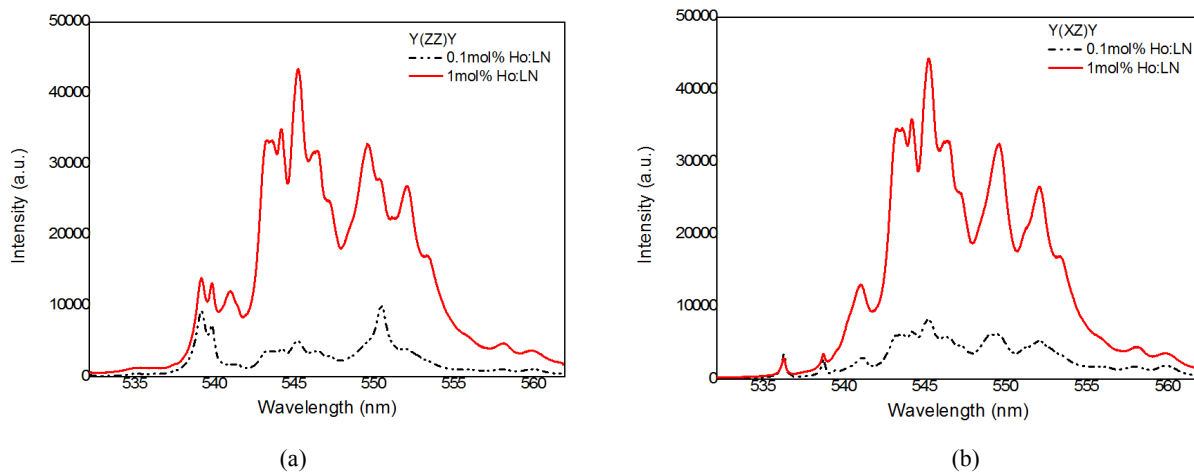 50000
Y(ZZ)Y
0.1mol% Ho:LN
1mol% Ho:LN
40000
30000
20000
10000
0
Intensity (a.u.)
535 540 545 550 555 560
Wavelength (nm)
(a)
50000
Y(XZ)Y
0.1mol% Ho:LN
1mol% Ho:LN
40000
30000
20000
10000
0
Intensity (a.u.)
535 540 545 550 555 560
Wavelength (nm)
(b)